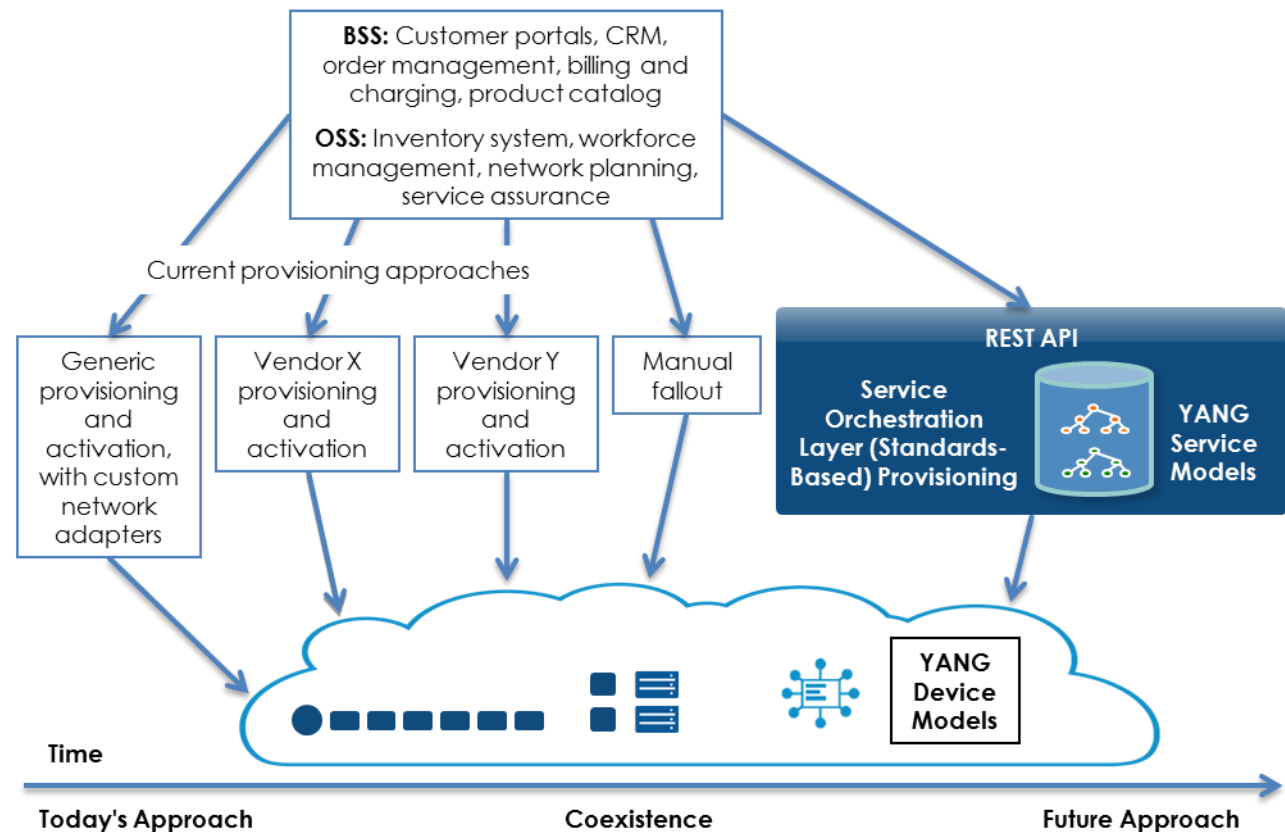 BSS: Customer portals, CRM,
order management, billing and
charging, product catalog
OSS: Inventory system, workforce
management, network planning,
service assurance
Current provisioning approaches
Generic
provisioning
and
activation,
with custom
network
adapters
Vendor X
provisioning
and
activation
Vendor Y
provisioning
and
activation
Manual
fallout
REST API
Service
Orchestration
Layer (Standards-
Based) Provisioning
YANG
Service
Models
YANG
Device
Models
Time
Today's Approach
Coexistence
Future Approach